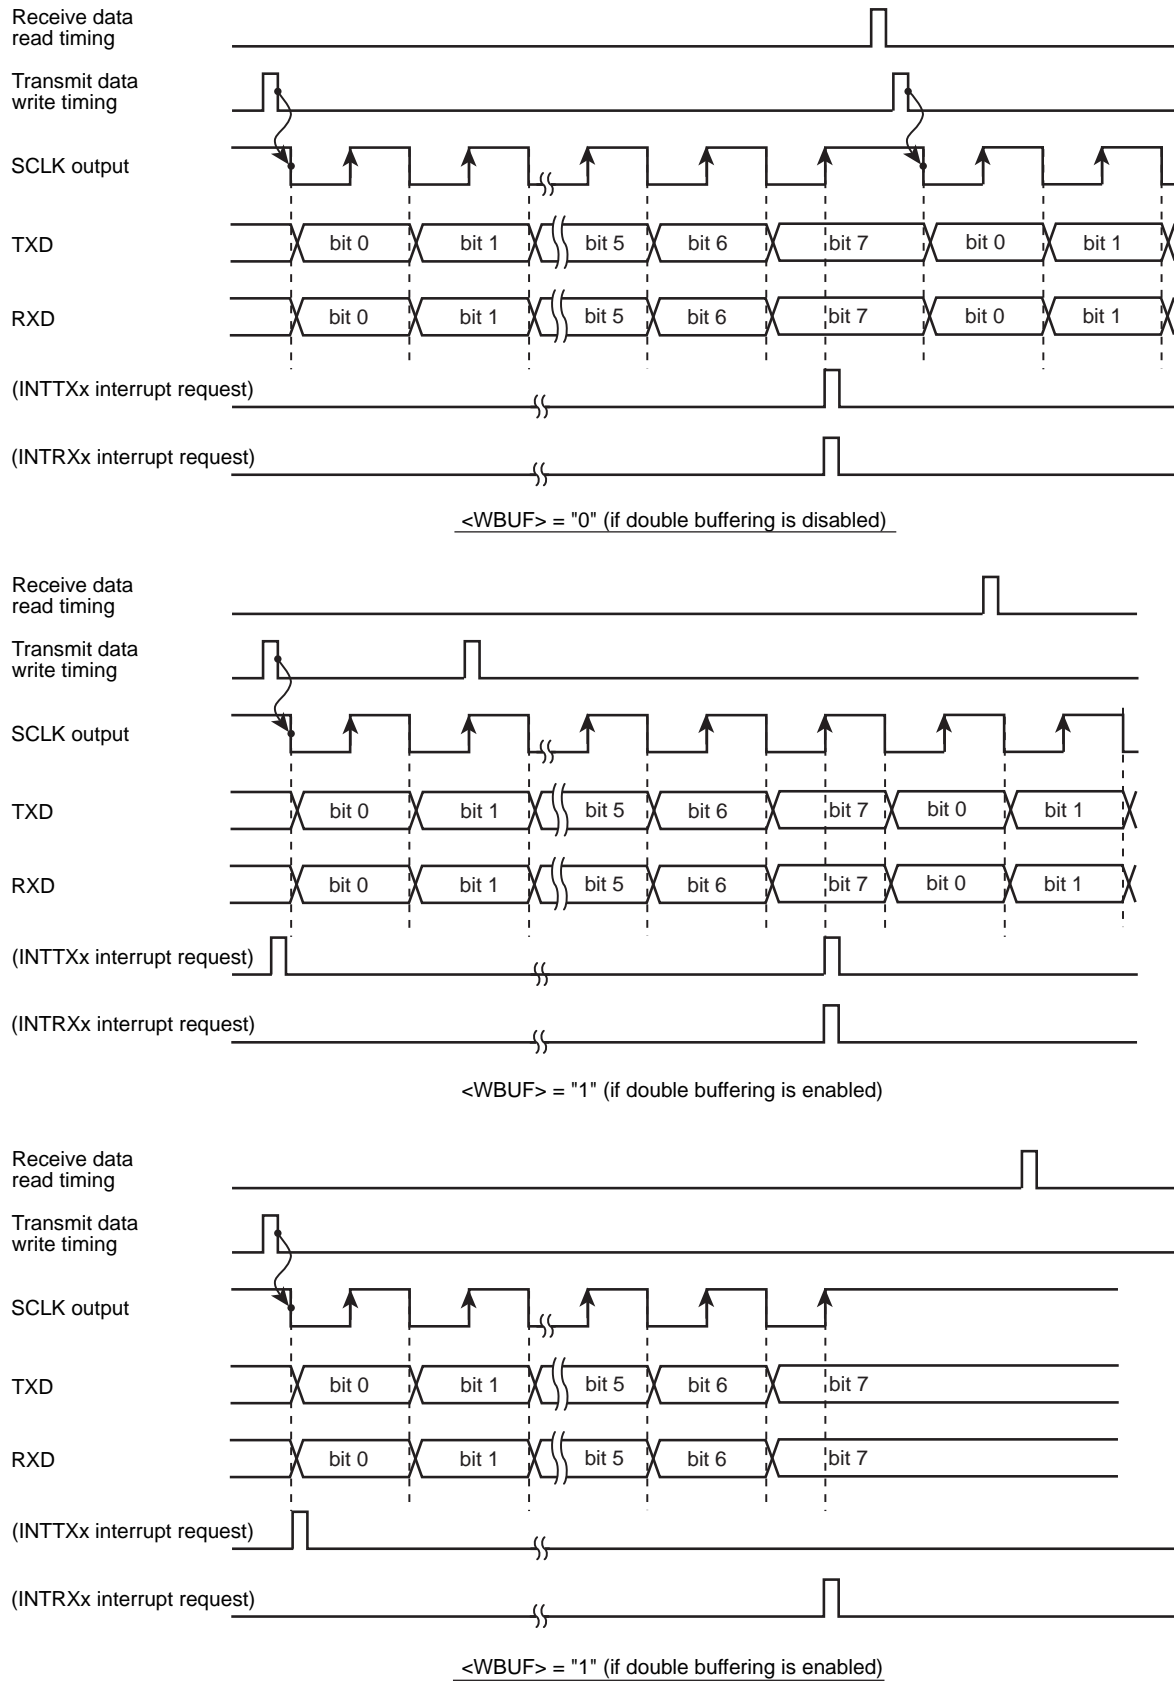 Receive data
read timing
Transmit data
write timing
SCLK output
TXD
bit 0 bit 1 bit 5 bit 6 bit 7 bit 0 bit 1
RXD
bit 0 bit 1 bit 5 bit 6 bit 7 bit 0 bit 1
(INTTXx interrupt request)
(INTRXx interrupt request)
<WBUF> = "0" (if double buffering is disabled)
Receive data
read timing
Transmit data
write timing
SCLK output
TXD
bit 0 bit 1 bit 5 bit 6 bit 7 bit 0 bit 1
RXD
bit 0 bit 1 bit 5 bit 6 bit 7 bit 0 bit 1
(INTTXx interrupt request)
(INTRXx interrupt request)
<WBUF> = "1" (if double buffering is enabled)
Receive data
read timing
Transmit data
write timing
SCLK output
TXD
bit 0 bit 1 bit 5 bit 6 bit 7
RXD
bit 0 bit 1 bit 5 bit 6 bit 7
(INTTXx interrupt request)
(INTRXx interrupt request)
<WBUF> = "1" (if double buffering is enabled)